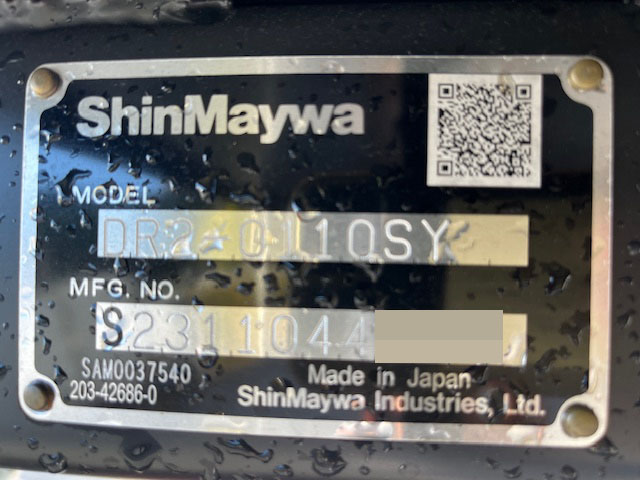 ShinMaywa
MODEL
DR2-0110SY
MFG. NO.
S2311044
SAM0037540
203-42686-0
Made in Japan
ShinMaywa Industries, Ltd.